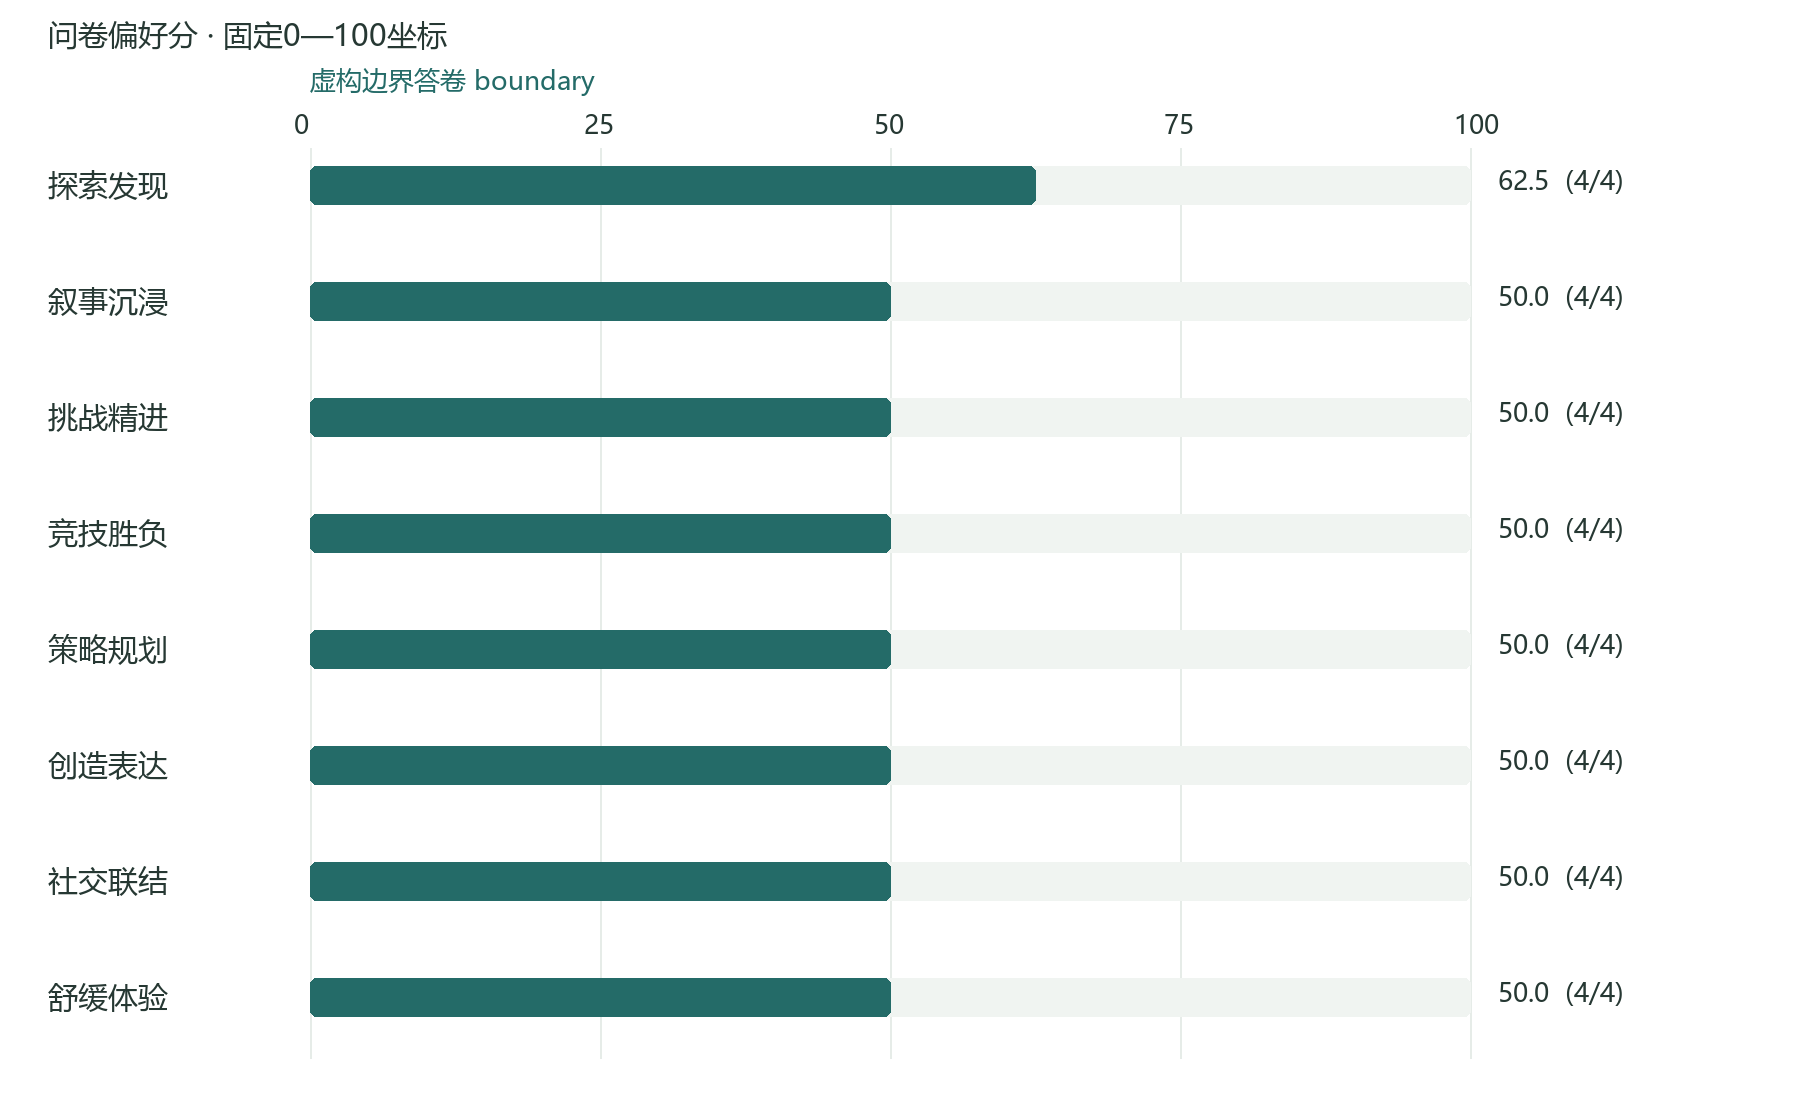 问卷偏好分 · 固定0—100坐标
虚构边界答卷 boundary
0 25 50 75 100
探索发现 62.5 (4/4)
叙事沉浸 50.0 (4/4)
挑战精进 50.0 (4/4)
竞技胜负 50.0 (4/4)
策略规划 50.0 (4/4)
创造表达 50.0 (4/4)
社交联结 50.0 (4/4)
舒缓体验 50.0 (4/4)